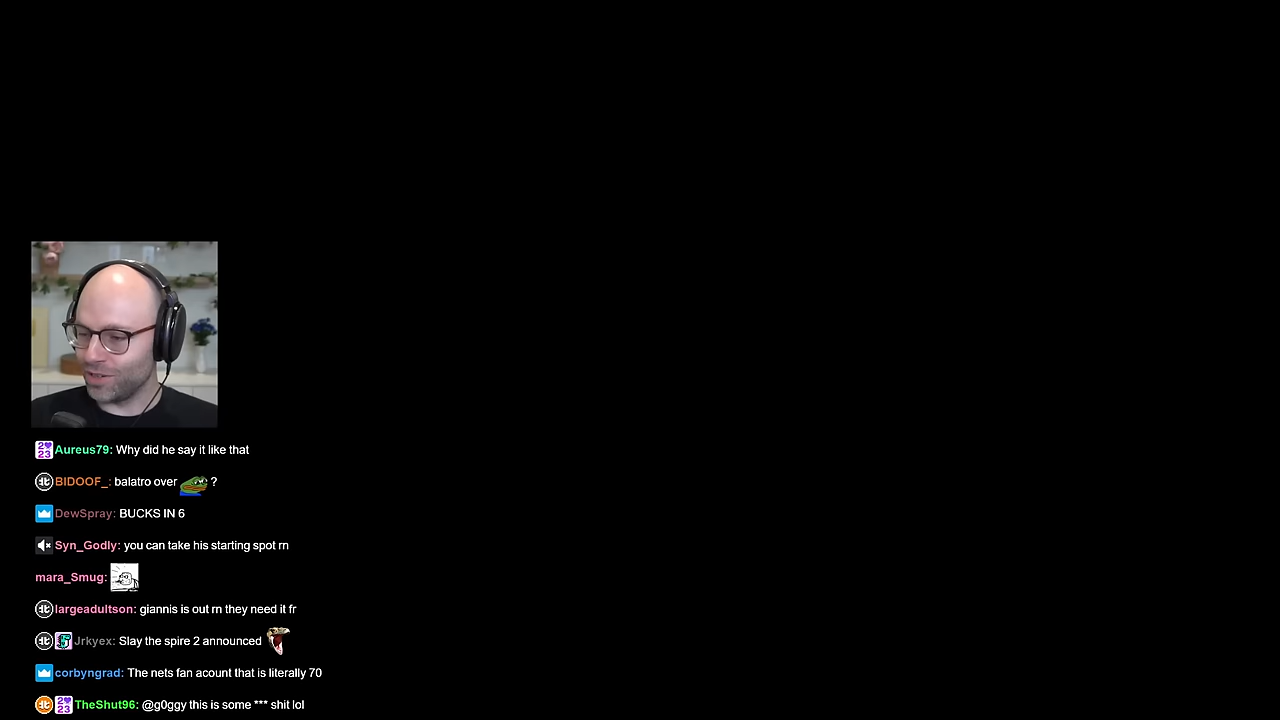 Aureus79: Why did he say it like that
BIDOOF_: balatro over ?
DewSpray: BUCKS IN 6
Syn_Godly: you can take his starting spot rn
mara_Smug:
largeadultson: giannis is out rn they need it fr
Jrkyex: Slay the spire 2 announced
corbyngrad: The nets fan acount that is literally 70
TheShut96: @g0ggy this is some *** shit lol